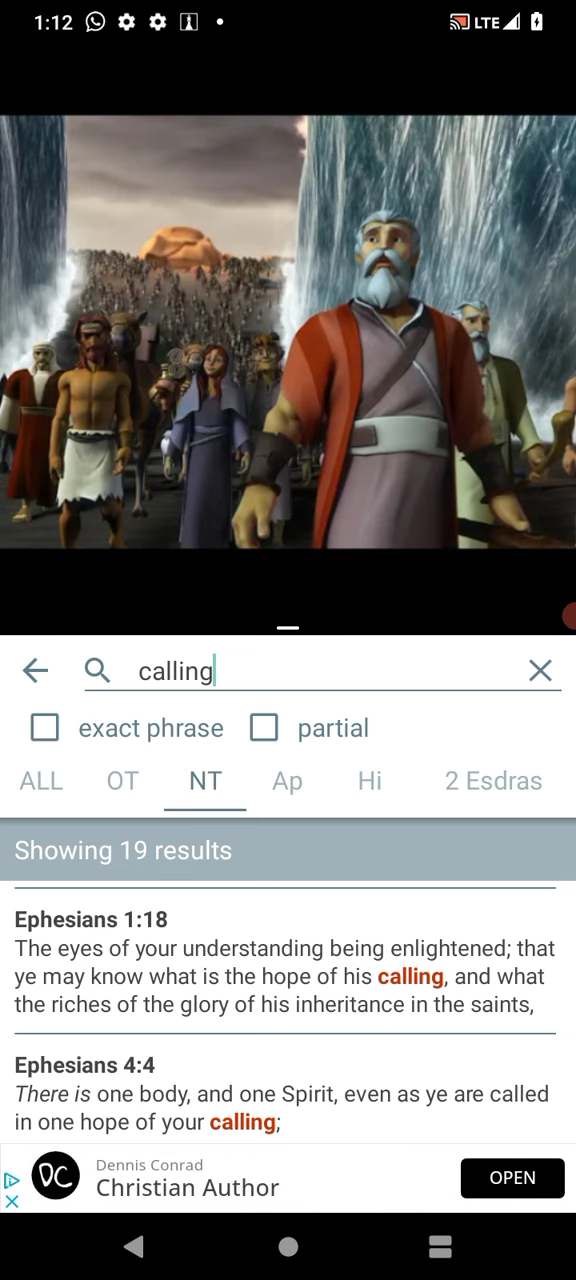 1:12
LTE
calling
exact phrase partial
ALL OT NT Ap Hi 2 Esdras
Showing 19 results
Ephesians 1:18
The eyes of your understanding being enlightened; that
ye may know what is the hope of his calling, and what
the riches of the glory of his inheritance in the saints,
Ephesians 4:4
There is one body, and one Spirit, even as ye are called
in one hope of your calling;
DC
Dennis Conrad
Christian Author
OPEN